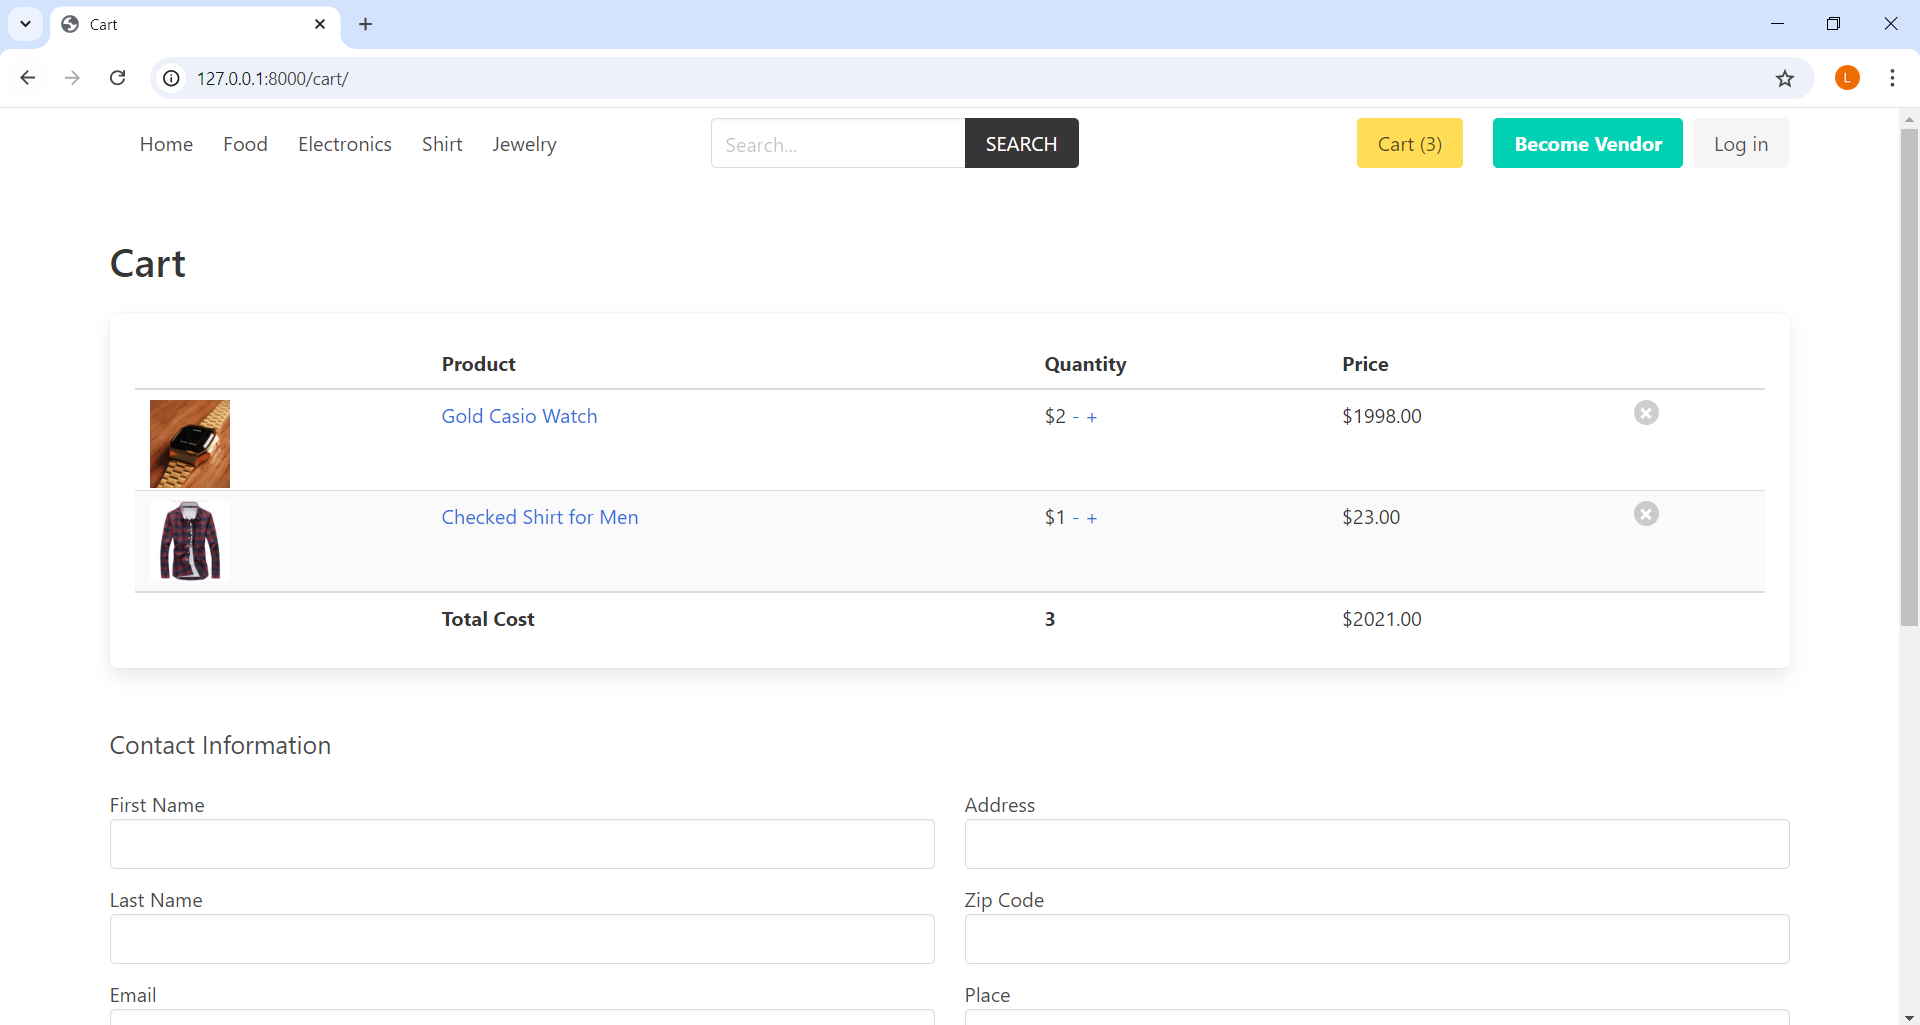 Cart
127.0.0.1:8000/cart/
L
Home Food Electronics Shirt Jewelry Search... SEARCH Cart (3) Become Vendor Log in
Cart
Product Quantity Price
Gold Casio Watch $2 - + $1998.00
Checked Shirt for Men $1 - + $23.00
Total Cost 3 $2021.00
Contact Information
First Name Address
Last Name Zip Code
Email Place